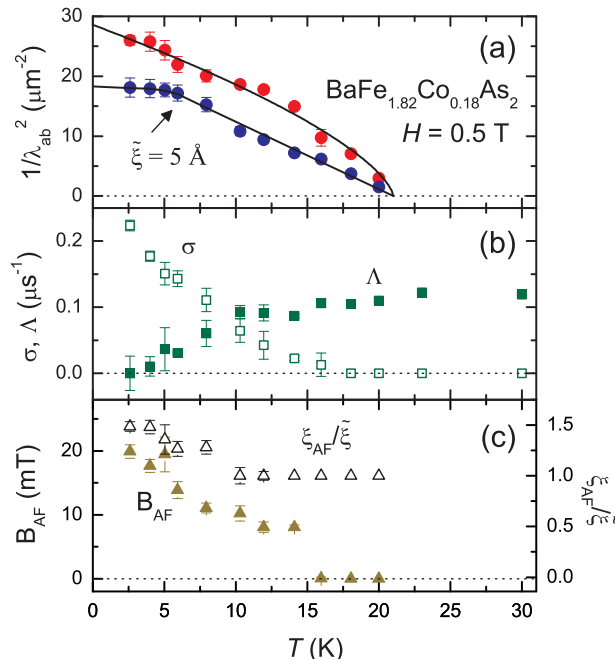 30
20
10
0
1/λab² (μm⁻²)
(a)
BaFe1.82Co0.18As2
H = 0.5 T
ξ̃ = 5 Å
0.2
0.1
0.0
σ, Λ (μs⁻¹)
(b)
σ
Λ
20
10
0
BAF (mT)
(c)
ξAF/ξ̃
BAF
1.5
1.0
0.5
0.0
ξAF/ξ̃
0 5 10 15 20 25 30
T (K)